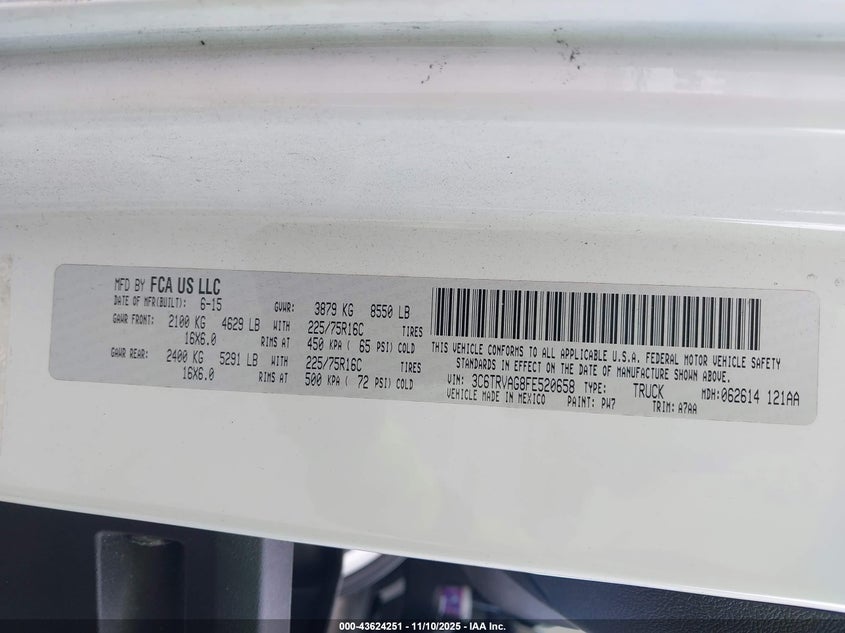 MFD BY FCA US LLC
DATE OF MFR(BUILT): 6-15 GVWR: 3879 KG 8550 LB
GAWR FRONT: 2100 KG 4629 LB WITH 225/75R16C TIRES
16X6.0 RIMS AT 450 KPA ( 65 PSI) COLD
GAWR REAR: 2400 KG 5291 LB WITH 225/75R16C TIRES
16X6.0 RIMS AT 500 KPA ( 72 PSI) COLD
THIS VEHICLE CONFORMS TO ALL APPLICABLE U.S.A. FEDERAL MOTOR VEHICLE SAFETY
STANDARDS IN EFFECT ON THE DATE OF MANUFACTURE SHOWN ABOVE.
VIN: 3C6TRVAG8FE520658 TYPE: TRUCK MDH:062614 121AA
VEHICLE MADE IN MEXICO PAINT: PW7 TRIM: A7AA
000-43624251 - 11/10/2025 - IAA Inc.